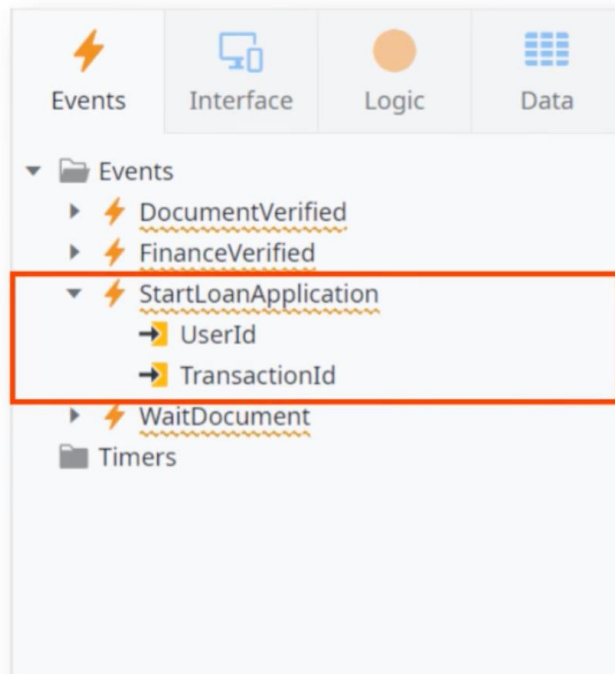 Events Interface Logic Data
Events
DocumentVerified
FinanceVerified
StartLoanApplication
UserId
TransactionId
WaitDocument
Timers